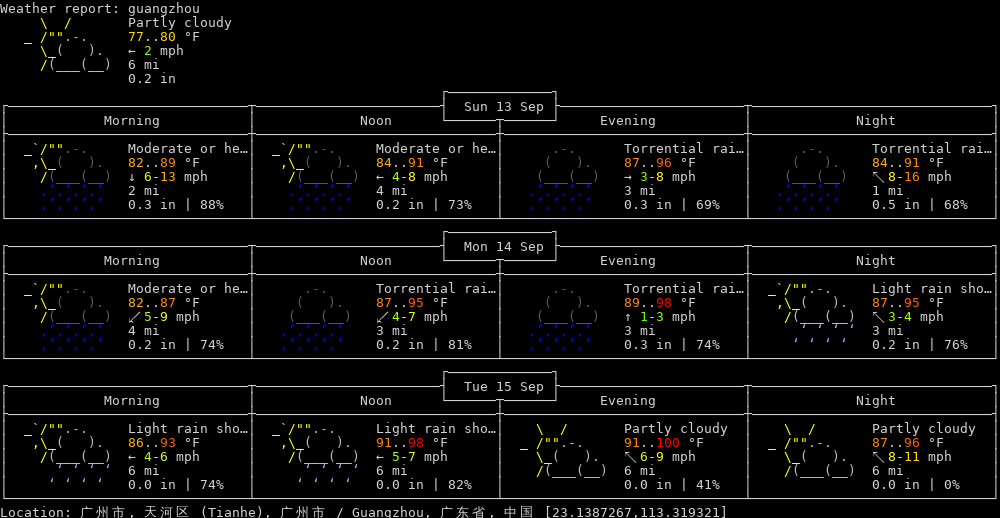 Weather report: guangzhou
Partly cloudy
77..80 °F
← 2 mph
6 mi
0.2 in
Sun 13 Sep
Morning Noon Evening Night
Moderate or he… Moderate or he… Torrential rai… Torrential rai…
82..89 °F 84..91 °F 87..96 °F 84..91 °F
↓ 6-13 mph ← 4-8 mph → 3-8 mph ↖ 8-16 mph
2 mi 4 mi 3 mi 1 mi
0.3 in | 88% 0.2 in | 73% 0.3 in | 69% 0.5 in | 68%
Mon 14 Sep
Morning Noon Evening Night
Moderate or he… Torrential rai… Torrential rai… Light rain sho…
82..87 °F 87..95 °F 89..98 °F 87..95 °F
↙ 5-9 mph ↙ 4-7 mph ↑ 1-3 mph ↖ 3-4 mph
4 mi 3 mi 3 mi 3 mi
0.2 in | 74% 0.2 in | 81% 0.3 in | 74% 0.2 in | 76%
Tue 15 Sep
Morning Noon Evening Night
Light rain sho… Light rain sho… Partly cloudy Partly cloudy
86..93 °F 91..98 °F 91..100 °F 87..96 °F
← 4-6 mph ← 5-7 mph ↖ 6-9 mph ↖ 8-11 mph
6 mi 6 mi 6 mi 6 mi
0.0 in | 74% 0.0 in | 82% 0.0 in | 41% 0.0 in | 0%
Location: 广州市, 天河区 (Tianhe), 广州市 / Guangzhou, 广东省, 中国 [23.1387267,113.319321]